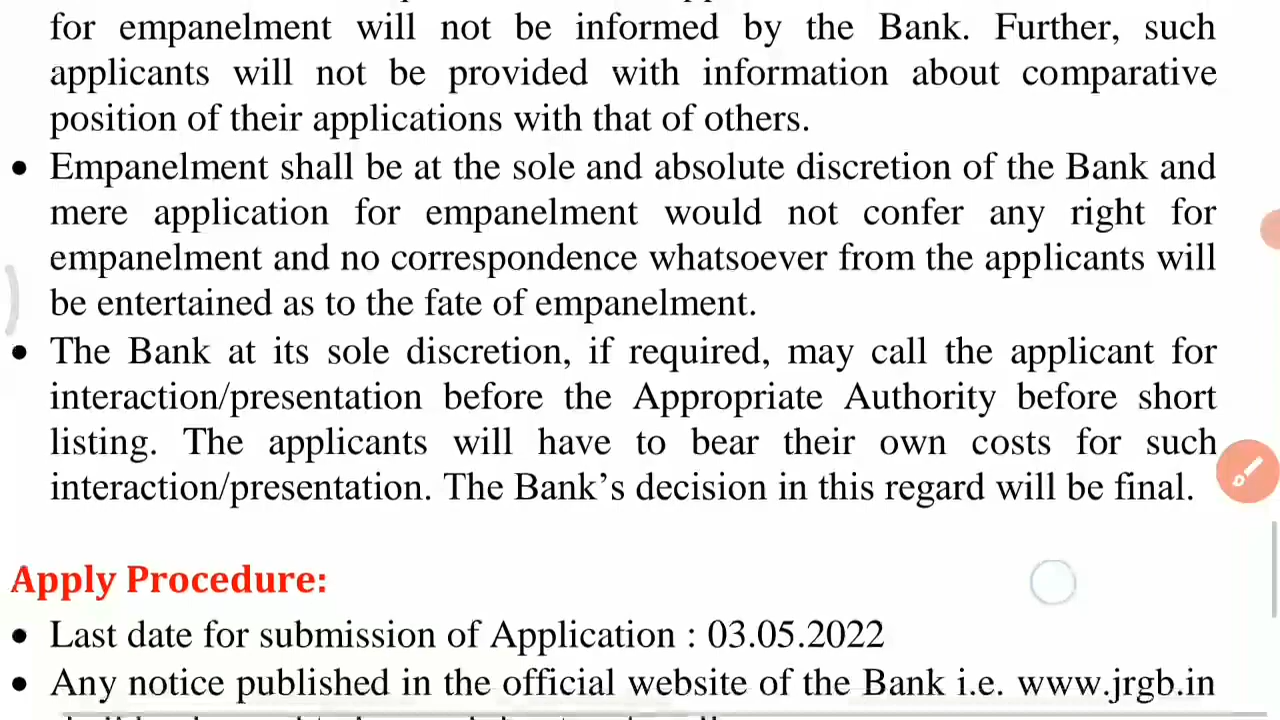 for empanelment will not be informed by the Bank. Further, such
applicants will not be provided with information about comparative
position of their applications with that of others.
• Empanelment shall be at the sole and absolute discretion of the Bank and
mere application for empanelment would not confer any right for
empanelment and no correspondence whatsoever from the applicants will
be entertained as to the fate of empanelment.
• The Bank at its sole discretion, if required, may call the applicant for
interaction/presentation before the Appropriate Authority before short
listing. The applicants will have to bear their own costs for such
interaction/presentation. The Bank’s decision in this regard will be final.
Apply Procedure:
• Last date for submission of Application : 03.05.2022
• Any notice published in the official website of the Bank i.e. www.jrgb.in